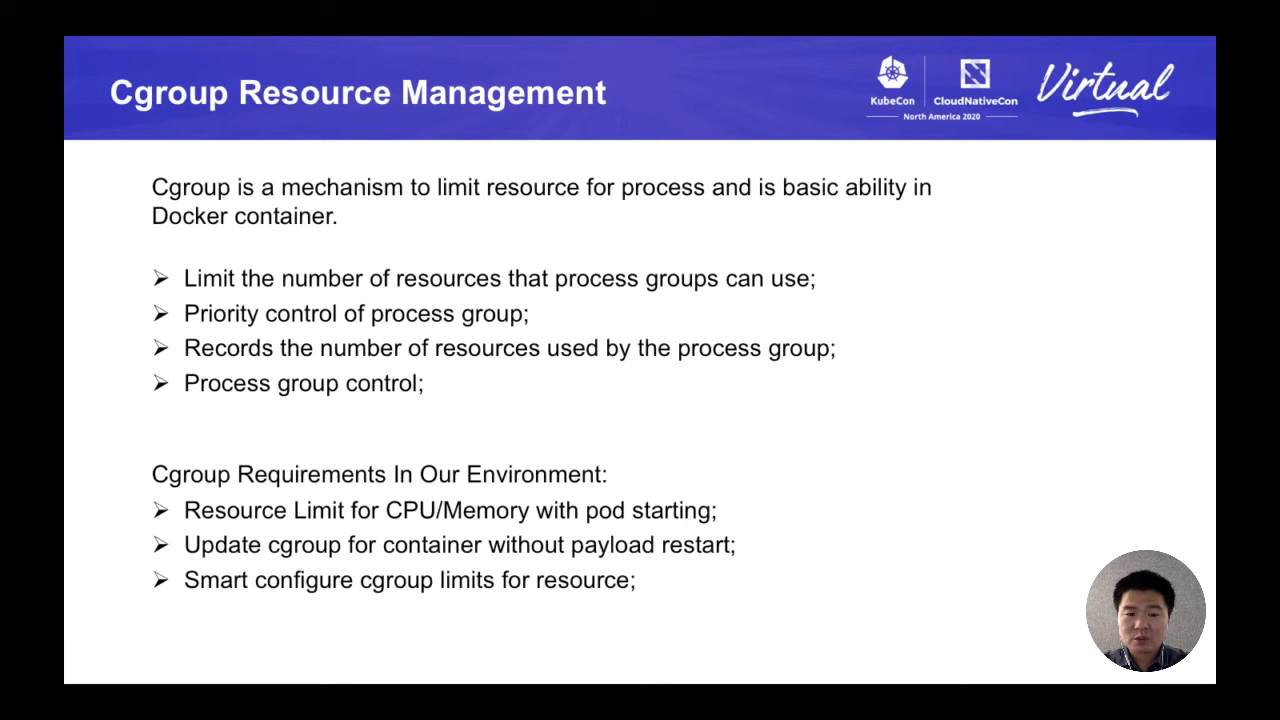 Cgroup Resource Management
KubeCon
CloudNativeCon
North America 2020
Virtual
Cgroup is a mechanism to limit resource for process and is basic ability in
Docker container.
➢ Limit the number of resources that process groups can use;
➢ Priority control of process group;
➢ Records the number of resources used by the process group;
➢ Process group control;
Cgroup Requirements In Our Environment:
➢ Resource Limit for CPU/Memory with pod starting;
➢ Update cgroup for container without payload restart;
➢ Smart configure cgroup limits for resource;